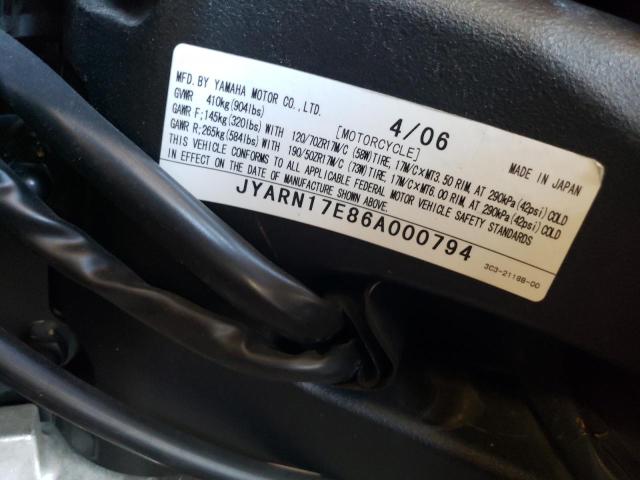 MFD. BY YAMAHA MOTOR CO., LTD. 4/06 MADE IN JAPAN
GVWR 410kg(904lbs) [MOTORCYCLE]
GAWR F;145kg(320lbs) WITH 120/70ZR17M/C (58W)TIRE, 17M/C×MT3.50 RIM, AT 290kPa(42psi)COLD
GAWR R;265kg(584lbs) WITH 190/50ZR17M/C (73W)TIRE, 17M/C×MT6.00 RIM, AT 290kPa(42psi)COLD
THIS VEHICLE CONFORMS TO ALL APPLICABLE FEDERAL MOTOR VEHICLE SAFETY STANDARDS
IN EFFECT ON THE DATE OF MANUFACTURE SHOWN ABOVE.
JYARN17E86A000794
3C3-2118B-00